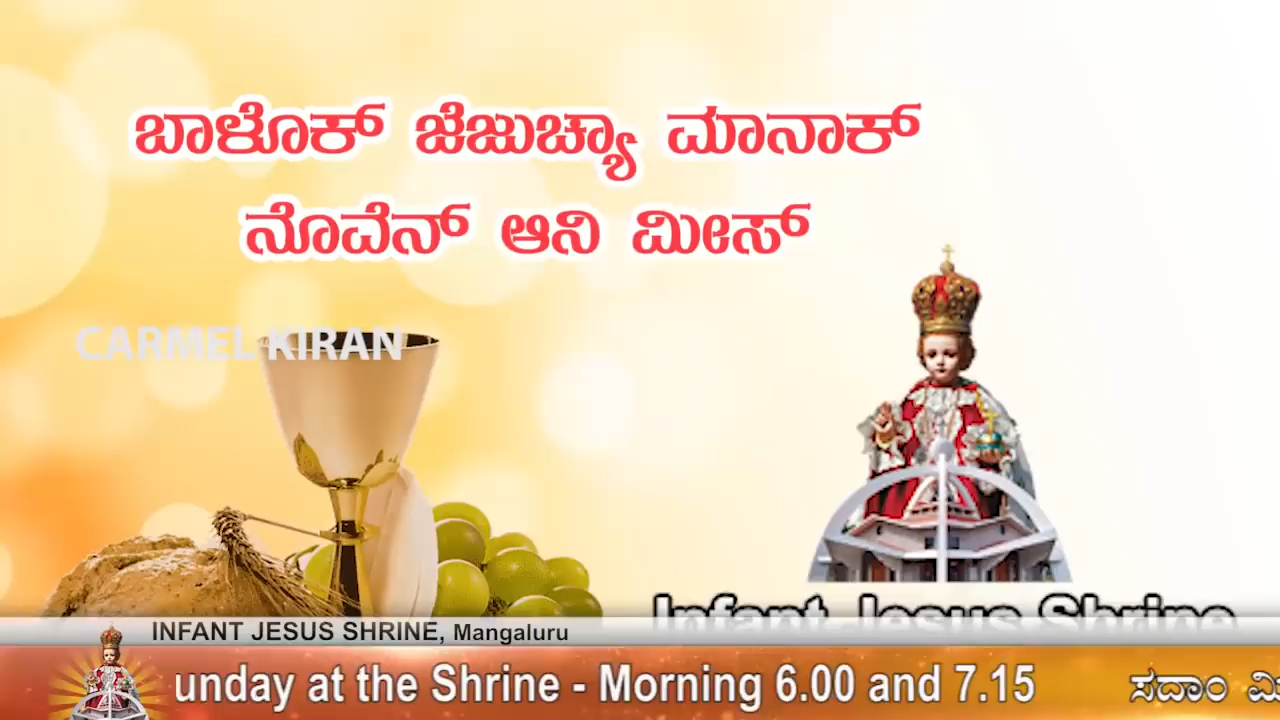 ಬಾಳೊಕ್ ಜೆಜುಚ್ಯಾ ಮಾನಾಕ್
ನೊವೆನ್ ಆನಿ ಮೀಸ್
CARMEL KIRAN
Infant Jesus Shrine
INFANT JESUS SHRINE, Mangaluru
unday at the Shrine - Morning 6.00 and 7.15 ಸದಾಂ